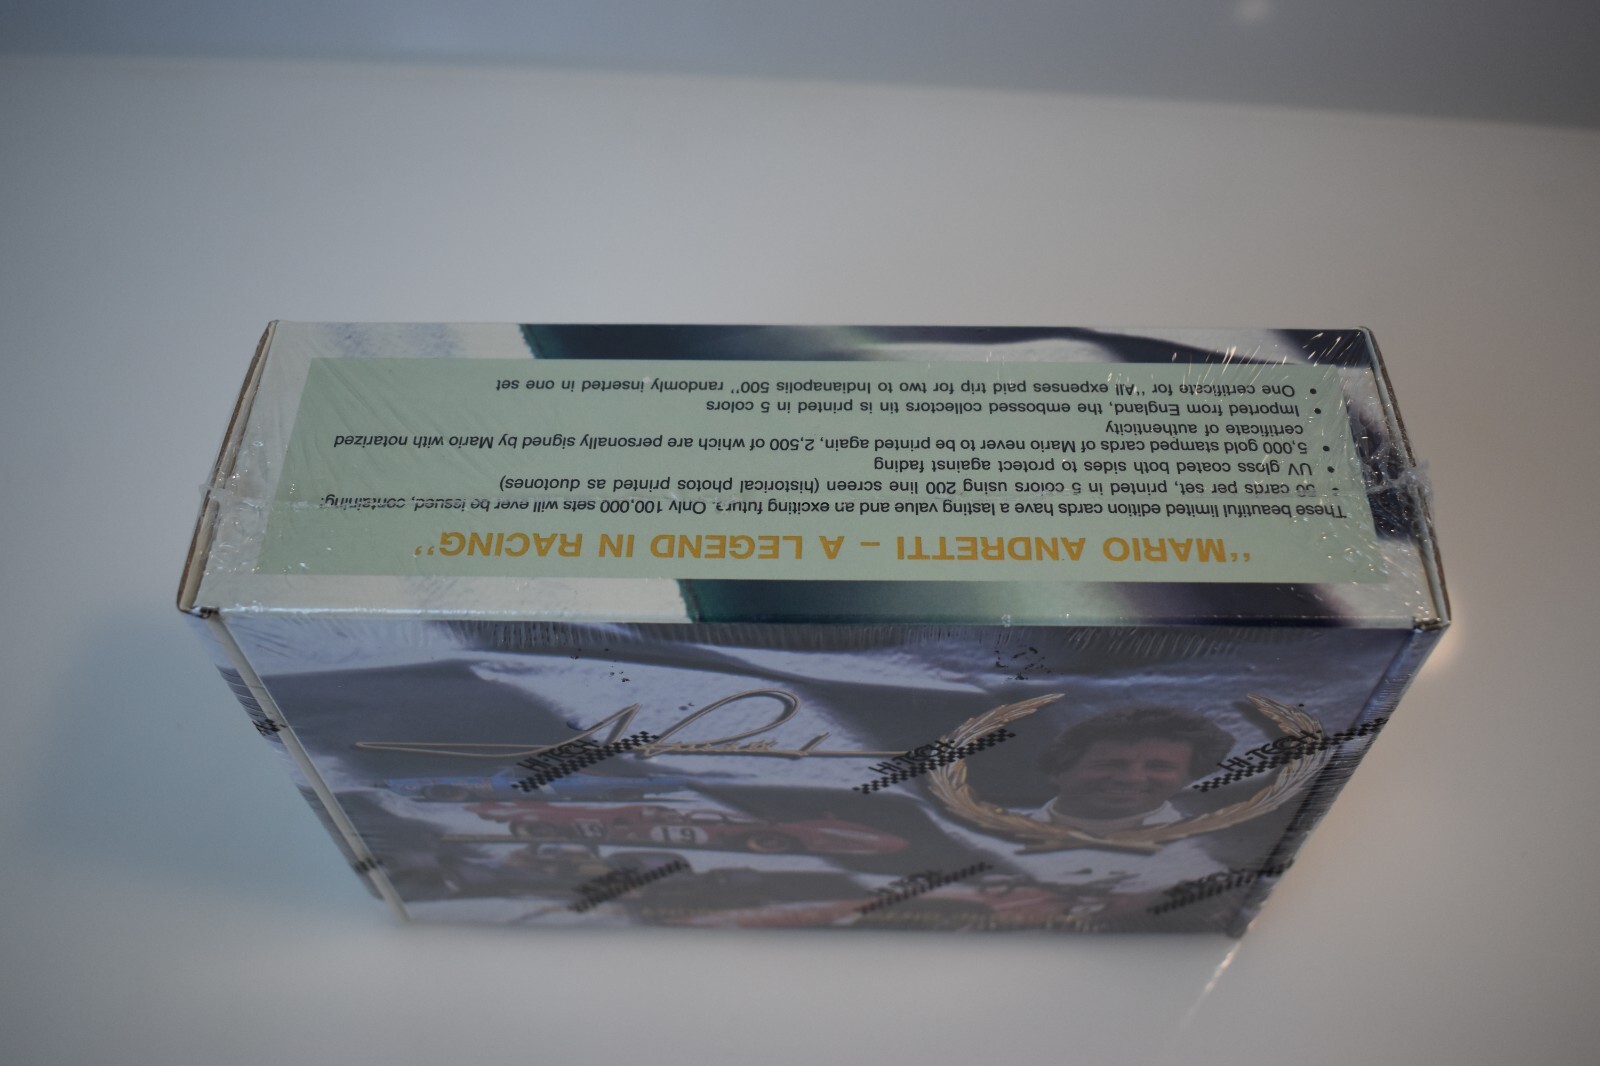 "MARIO ANDRETTI – A LEGEND IN RACING"
These beautiful limited edition cards have a lasting value and an exciting future. Only 100,000 sets will ever be issued, containing:
• 50 cards per set, printed in 5 colors using 200 line screen (historical photos printed as duotones)
• UV gloss coated both sides to protect against fading
• 5,000 gold stamped cards of Mario never to be printed again, 2,500 of which are personally signed by Mario with notarized
certificate of authenticity
• Imported from England, the embossed collectors tin is printed in 5 colors
• One certificate for "All expenses paid trip for two to Indianapolis 500" randomly inserted in one set
HI-TECH
HI-TECH
HI-TECH
19
19